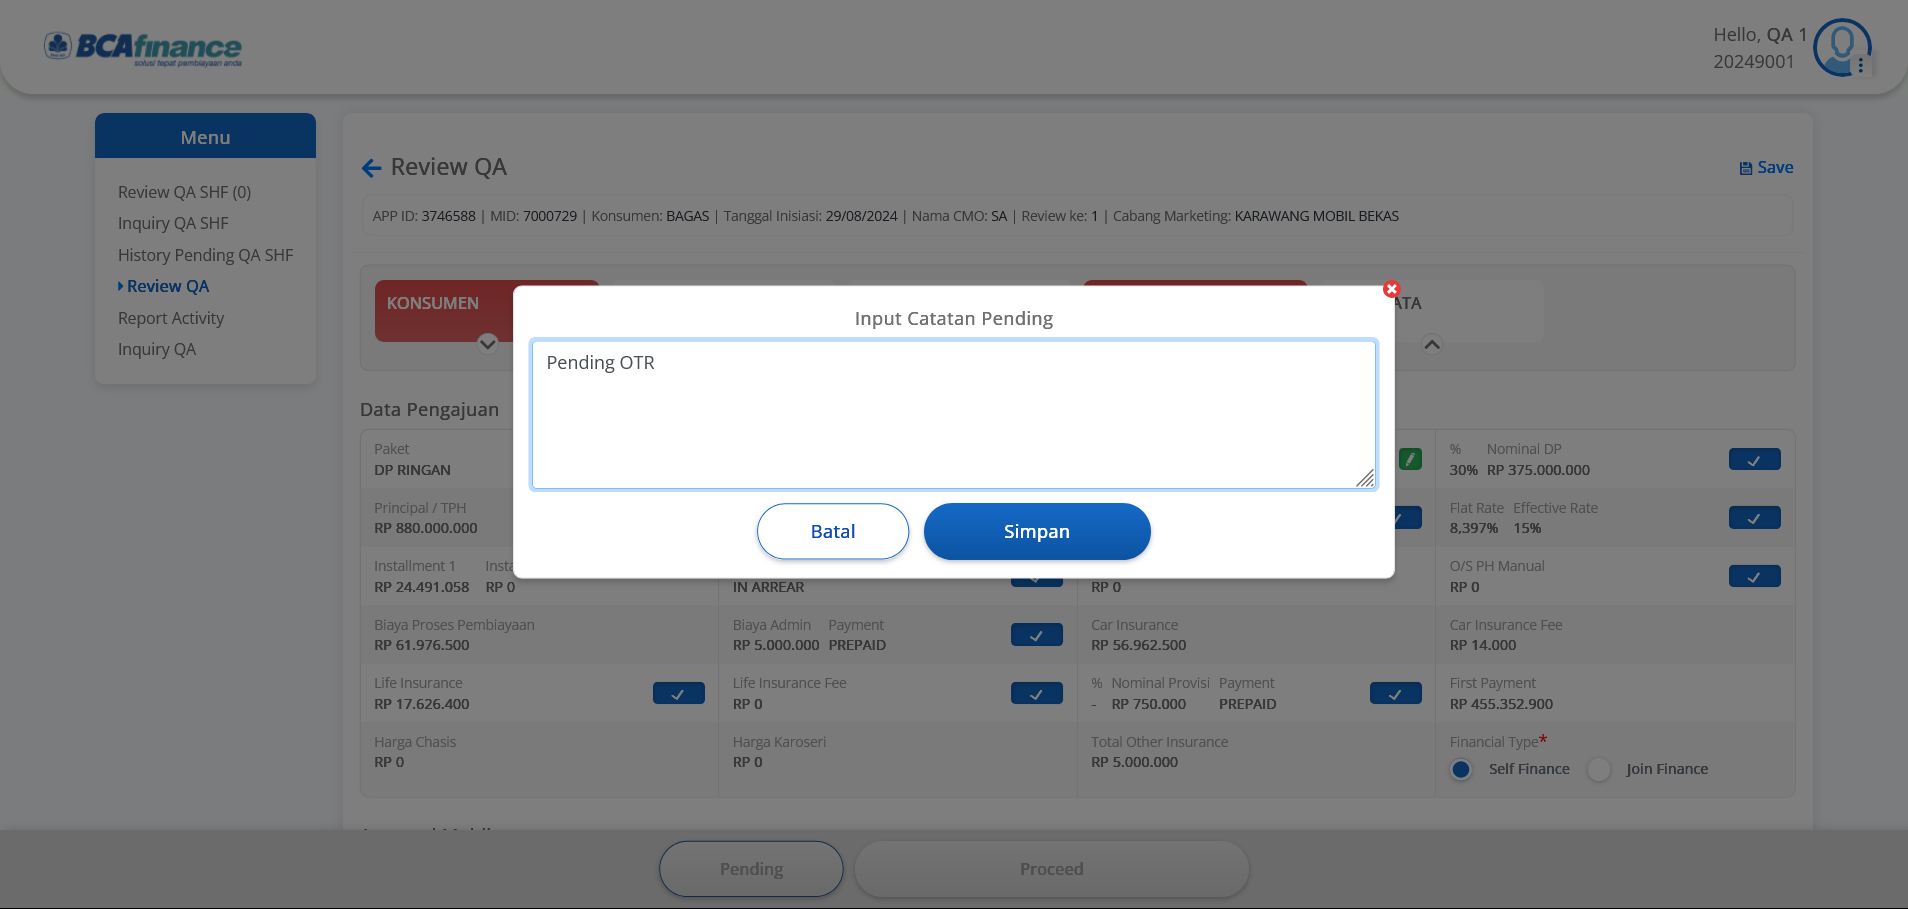 BCAfinance
solusi tepat pembiayaan anda
Hello, QA 1
20249001
Menu
Review QA SHF (0)
Inquiry QA SHF
History Pending QA SHF
Review QA
Report Activity
Inquiry QA
Review QA
Save
APP ID: 3746588 | MID: 7000729 | Konsumen: BAGAS | Tanggal Inisiasi: 29/08/2024 | Nama CMO: SA | Review ke: 1 | Cabang Marketing: KARAWANG MOBIL BEKAS
KONSUMEN
ATA
Input Catatan Pending
Pending OTR
Batal
Simpan
Data Pengajuan
Paket
DP RINGAN
% Nominal DP
30% RP 375.000.000
Principal / TPH
RP 880.000.000
Flat Rate Effective Rate
8,397% 15%
Installment 1 Insta
RP 24.491.058 RP 0
IN ARREAR
RP 0
O/S PH Manual
RP 0
Biaya Proses Pembiayaan
RP 61.976.500
Biaya Admin Payment
RP 5.000.000 PREPAID
Car Insurance
RP 56.962.500
Car Insurance Fee
RP 14.000
Life Insurance
RP 17.626.400
Life Insurance Fee
RP 0
% Nominal Provisi Payment
- RP 750.000 PREPAID
First Payment
RP 455.352.900
Harga Chasis
RP 0
Harga Karoseri
RP 0
Total Other Insurance
RP 5.000.000
Financial Type*
Self Finance
Join Finance
Pending
Proceed